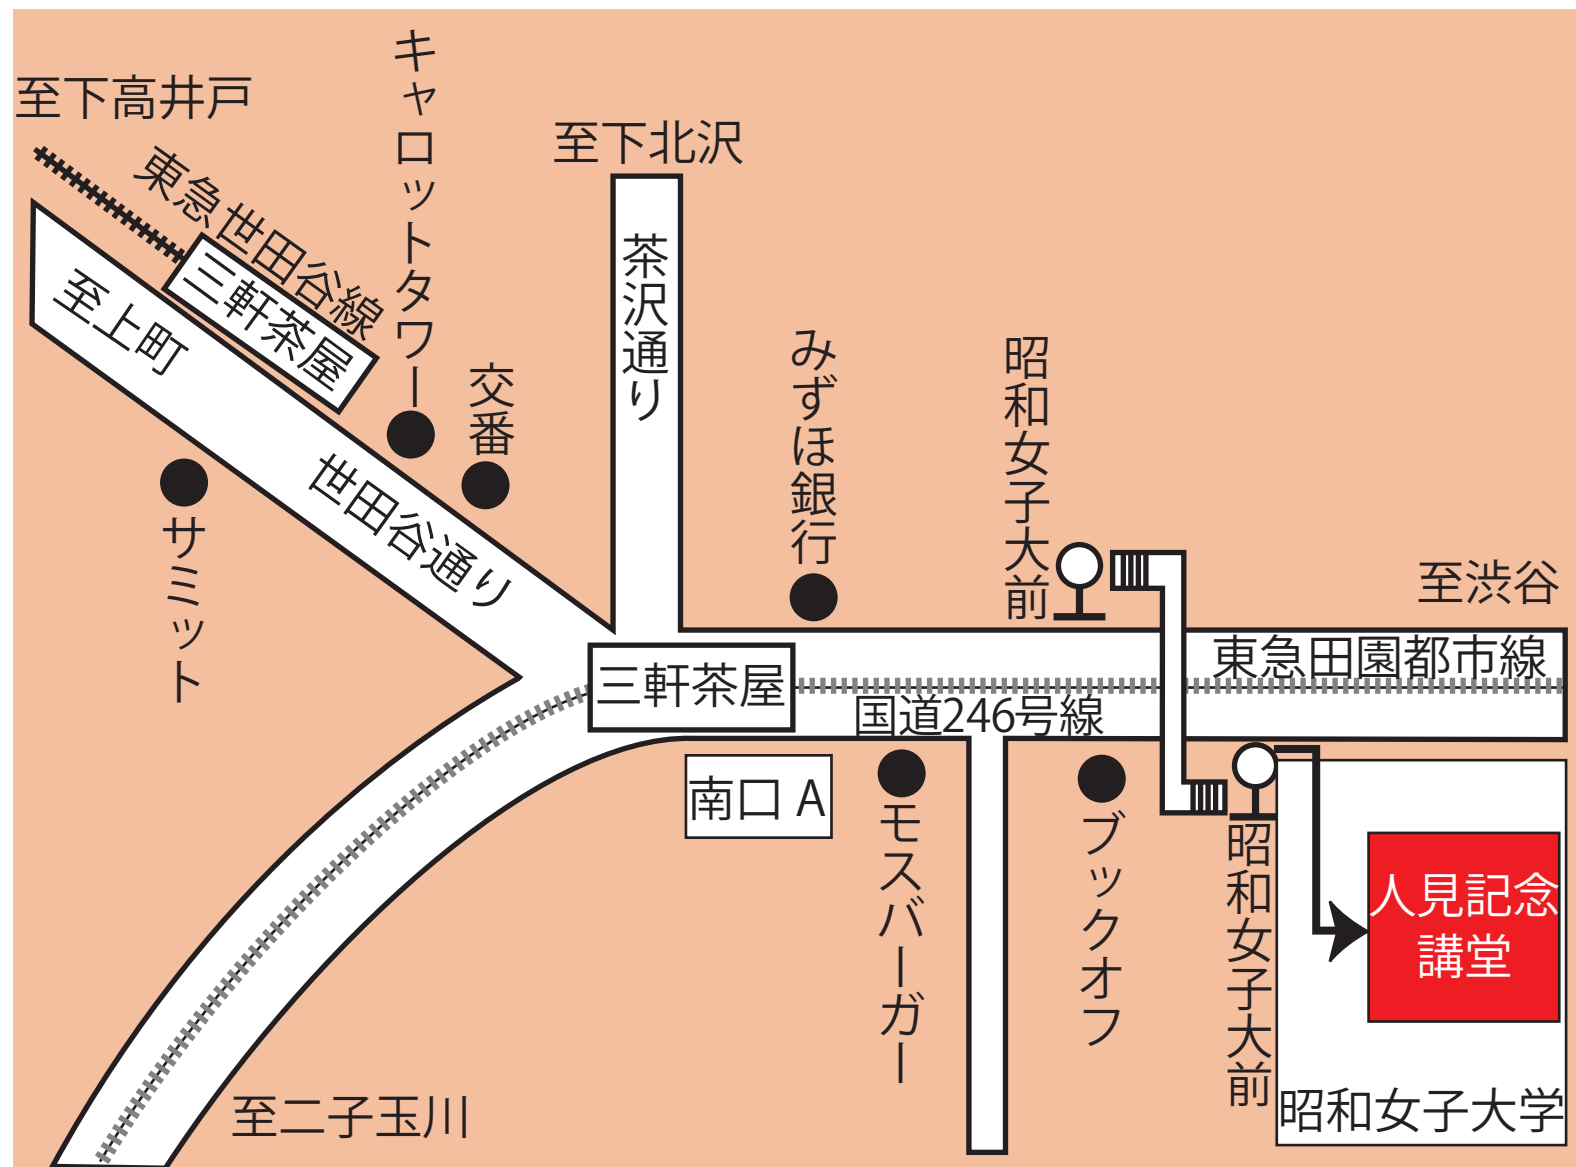 至下高井戸
キャロットタワー
至下北沢
東急世田谷線
三軒茶屋
至上町
茶沢通り
交番
みずほ銀行
昭和女子大前
世田谷通り
サミット
至渋谷
東急田園都市線
三軒茶屋
国道246号線
南口 A
モスバーガー
ブックオフ
昭和女子大前
人見記念
講堂
昭和女子大学
至二子玉川